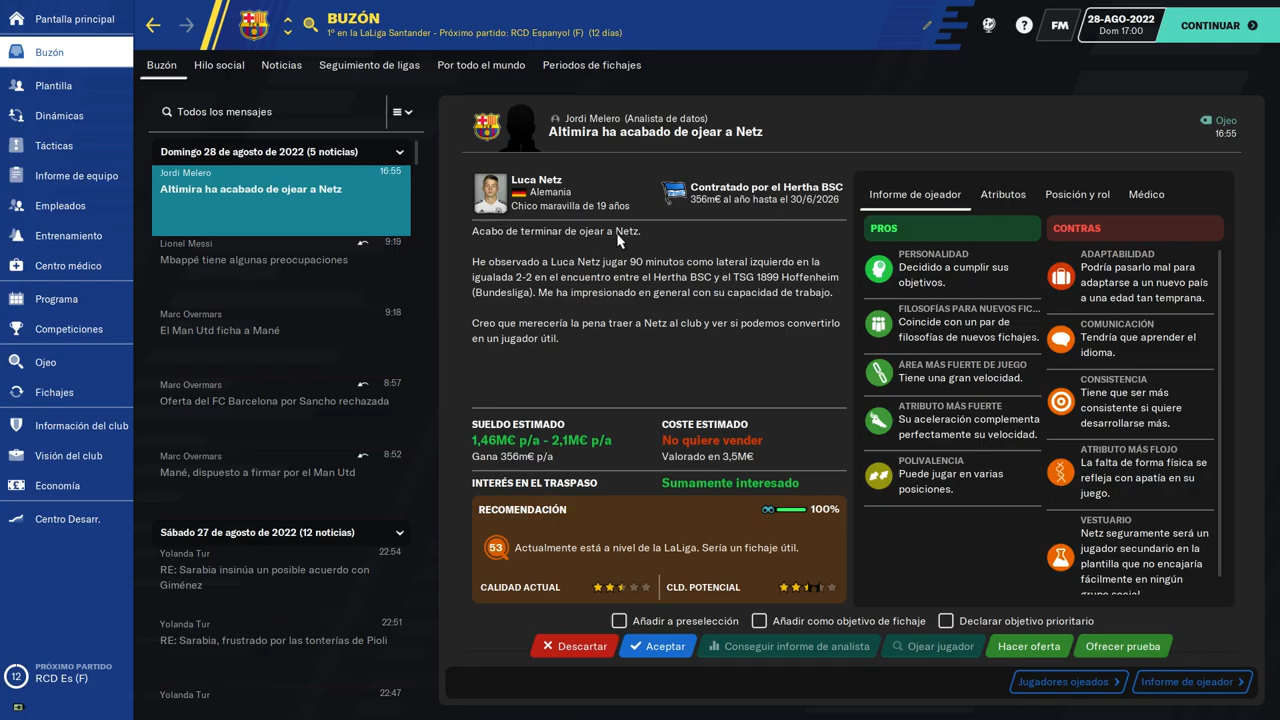 Pantalla principal
Buzón
Plantilla
Dinámicas
Tácticas
Informe de equipo
Empleados
Entrenamiento
Centro médico
Programa
Competiciones
Ojeo
Fichajes
Información del club
Visión del club
Economía
Centro Desarr.
12
PRÓXIMO PARTIDO
RCD Es (F)
BUZÓN
1º en la LaLiga Santander - Próximo partido: RCD Espanyol (F) (12 días)
?
FM
28-AGO-2022
Dom 17:00
CONTINUAR
Buzón
Hilo social
Noticias
Seguimiento de ligas
Por todo el mundo
Periodos de fichajes
Todos los mensajes
Domingo 28 de agosto de 2022 (5 noticias)
Jordi Melero 16:55
Altimira ha acabado de ojear a Netz
Lionel Messi 9:19
Mbappé tiene algunas preocupaciones
Marc Overmars 9:18
El Man Utd ficha a Mané
Marc Overmars 8:57
Oferta del FC Barcelona por Sancho rechazada
Marc Overmars 8:52
Mané, dispuesto a firmar por el Man Utd
Sábado 27 de agosto de 2022 (12 noticias)
Yolanda Tur 22:54
RE: Sarabia insinúa un posible acuerdo con
Giménez
Yolanda Tur 22:51
RE: Sarabia, frustrado por las tonterías de Pioli
Yolanda Tur 22:47
Jordi Melero (Analista de datos)
Altimira ha acabado de ojear a Netz
Ojeo
16:55
Luca Netz
Alemania
Chico maravilla de 19 años
Contratado por el Hertha BSC
356m€ al año hasta el 30/6/2026
Acabo de terminar de ojear a Netz.
He observado a Luca Netz jugar 90 minutos como lateral izquierdo en la
igualada 2-2 en el encuentro entre el Hertha BSC y el TSG 1899 Hoffenheim
(Bundesliga). Me ha impresionado en general con su capacidad de trabajo.
Creo que merecería la pena traer a Netz al club y ver si podemos convertirlo
en un jugador útil.
SUELDO ESTIMADO
1,46M€ p/a - 2,1M€ p/a
Gana 356m€ p/a
COSTE ESTIMADO
No quiere vender
Valorado en 3,5M€
INTERÉS EN EL TRASPASO
Sumamente interesado
RECOMENDACIÓN
100%
53
Actualmente está a nivel de la LaLiga. Sería un fichaje útil.
CALIDAD ACTUAL
CLD. POTENCIAL
Informe de ojeador
Atributos
Posición y rol
Médico
PROS
PERSONALIDAD
Decidido a cumplir sus
objetivos.
FILOSOFÍAS PARA NUEVOS FIC...
Coincide con un par de
filosofías de nuevos fichajes.
ÁREA MÁS FUERTE DE JUEGO
Tiene una gran velocidad.
ATRIBUTO MÁS FUERTE
Su aceleración complementa
perfectamente su velocidad.
POLIVALENCIA
Puede jugar en varias
posiciones.
CONTRAS
ADAPTABILIDAD
Podría pasarlo mal para
adaptarse a un nuevo país
a una edad tan temprana.
COMUNICACIÓN
Tendría que aprender el
idioma.
CONSISTENCIA
Tiene que ser más
consistente si quiere
desarrollarse más.
ATRIBUTO MÁS FLOJO
La falta de forma física se
refleja con apatía en su
juego.
VESTUARIO
Netz seguramente será un
jugador secundario en la
plantilla que no encajaría
fácilmente en ningún
grupo social.
Añadir a preselección
Añadir como objetivo de fichaje
Declarar objetivo prioritario
Descartar
Aceptar
Conseguir informe de analista
Ojear jugador
Hacer oferta
Ofrecer prueba
Jugadores ojeados
Informe de ojeador